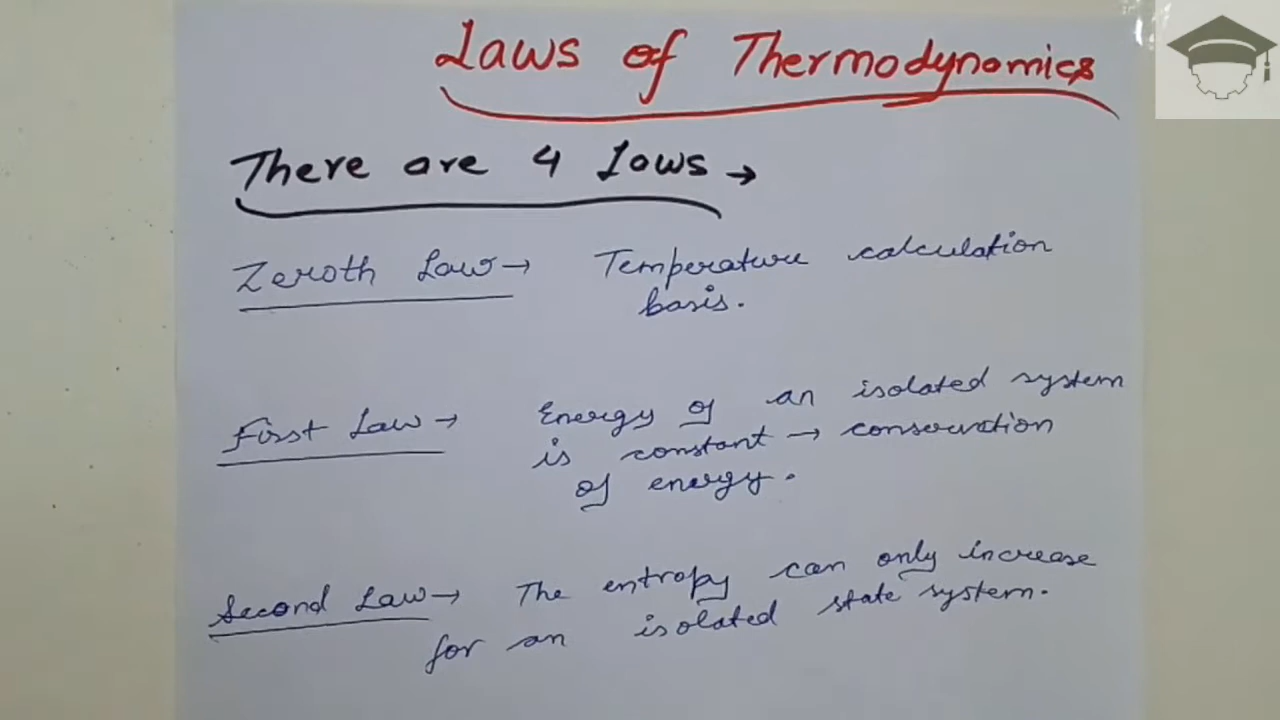 Laws of Thermodynamics
There are 4 Laws →
Zeroth Law → Temperature calculation
basis.
First Law → Energy of an isolated system
is constant → conservation
of energy.
Second Law → The entropy can only increase
for an isolated state system.